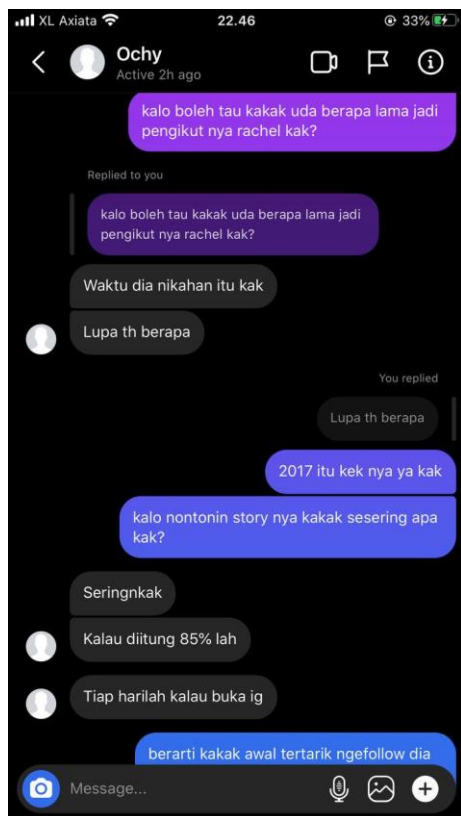 XL Axiata
22.46
33%
Ochy
Active 2h ago
kalo boleh tau kakak uda berapa lama jadi
pengikut nya rachel kak?
Replied to you
kalo boleh tau kakak uda berapa lama jadi
pengikut nya rachel kak?
Waktu dia nikahan itu kak
Lupa th berapa
You replied
Lupa th berapa
2017 itu kek nya ya kak
kalo nontonin story nya kakak sesering apa
kak?
Seringnkak
Kalau diitung 85% lah
Tiap harilah kalau buka ig
berarti kakak awal tertarik ngefollow dia
Message...